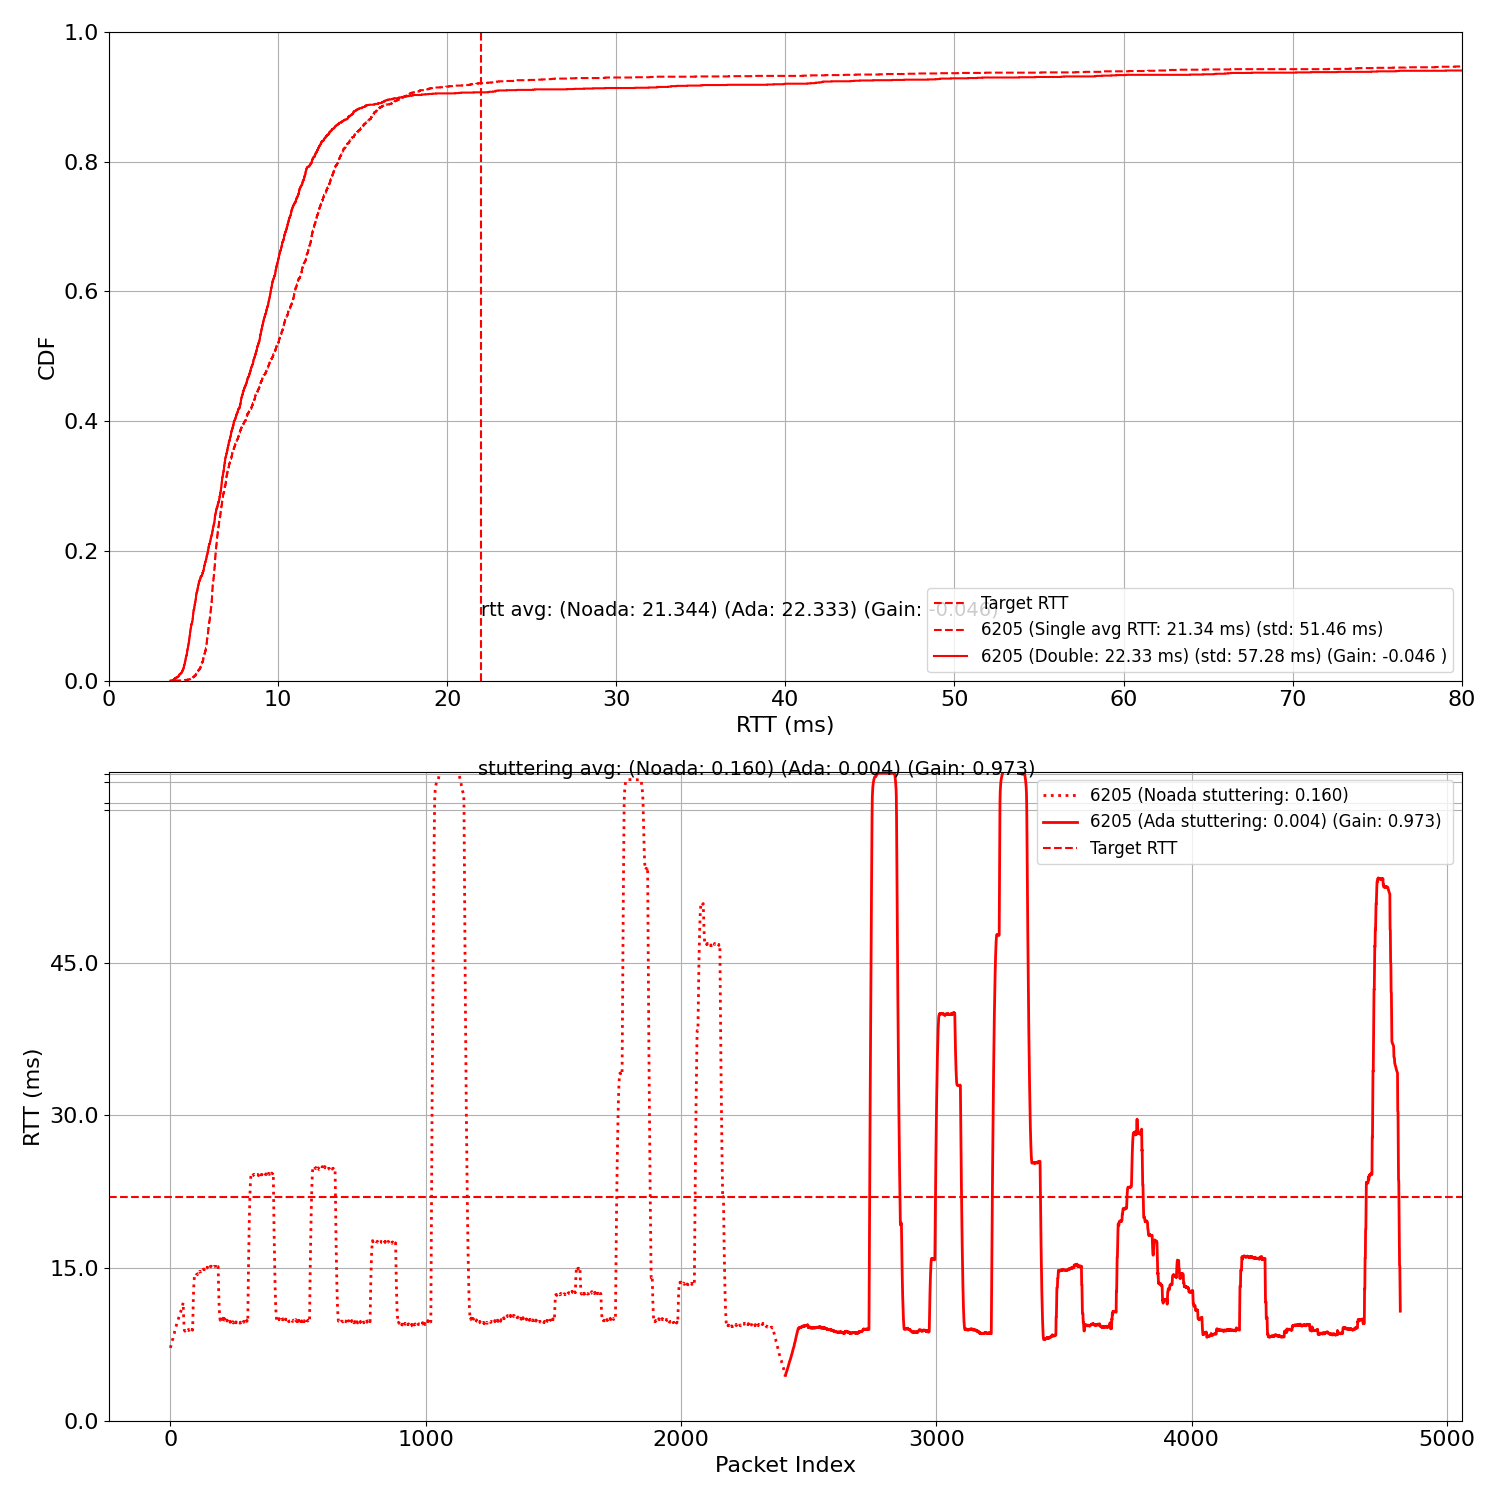 1.0
0.8
0.6
0.4
0.2
0.0
CDF
rtt avg: (Noada: 21.344) (Ada: 22.333) (Gain: -0.046)
Target RTT
6205 (Single avg RTT: 21.34 ms) (std: 51.46 ms)
6205 (Double: 22.33 ms) (std: 57.28 ms) (Gain: -0.046 )
0 10 20 30 40 50 60 70 80
RTT (ms)
stuttering avg: (Noada: 0.160) (Ada: 0.004) (Gain: 0.973)
6205 (Noada stuttering: 0.160)
6205 (Ada stuttering: 0.004) (Gain: 0.973)
Target RTT
45.0
30.0
15.0
0.0
RTT (ms)
0 1000 2000 3000 4000 5000
Packet Index